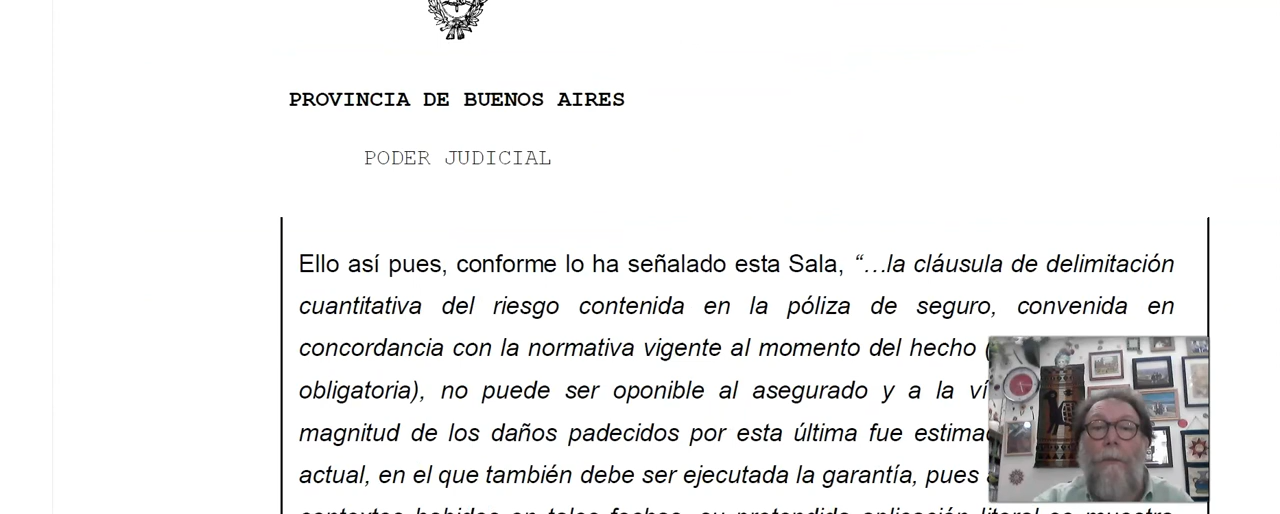 PROVINCIA DE BUENOS AIRES
PODER JUDICIAL
Ello así pues, conforme lo ha señalado esta Sala, “…la cláusula de delimitación
cuantitativa del riesgo contenida en la póliza de seguro, convenida en
concordancia con la normativa vigente al momento del hecho (
obligatoria), no puede ser oponible al asegurado y a la
magnitud de los daños padecidos por esta última fue
actual, en el que también debe ser ejecutada la garantía, pues